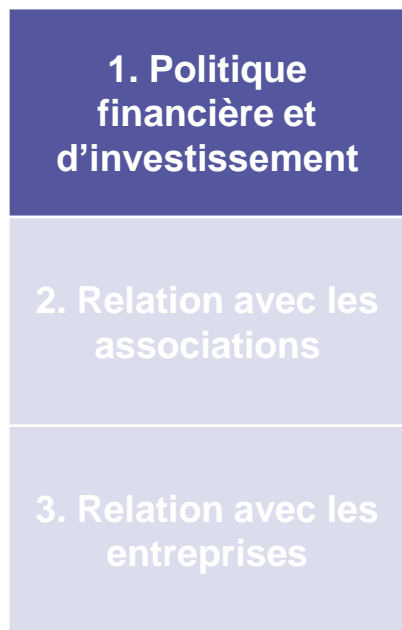 1. Politique
financière et
d’investissement
2. Relation avec les
associations
3. Relation avec les
entreprises